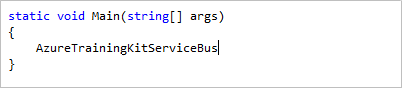 static void Main(string[] args)
{
    AzureTrainingKitServiceBus
}